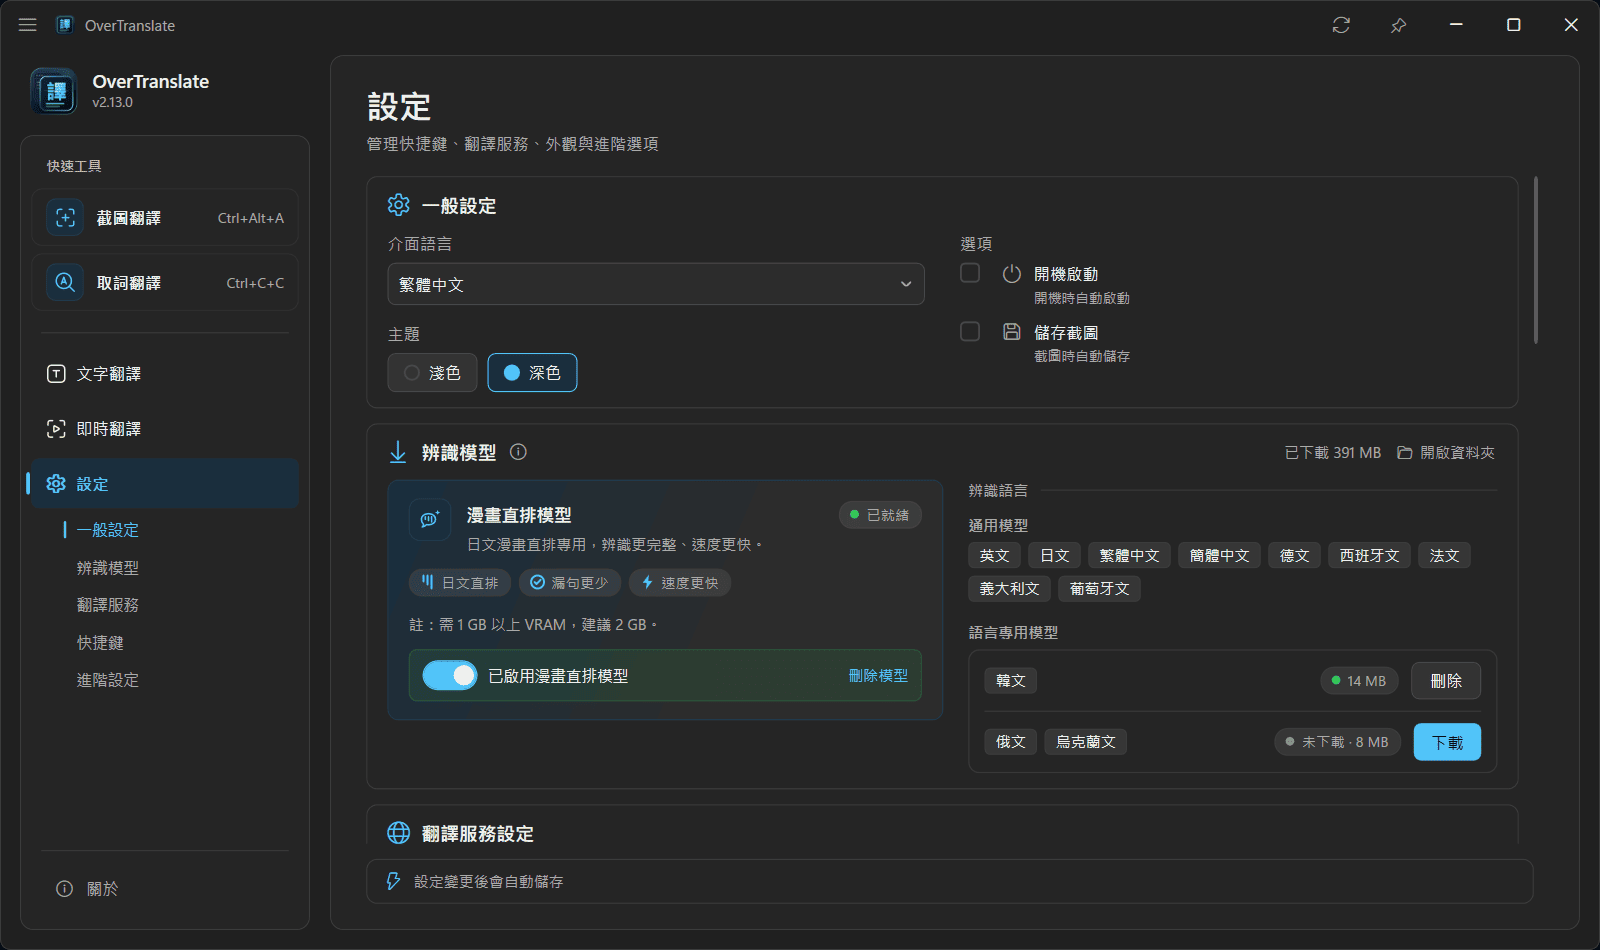 OverTranslate
譯 OverTranslate
v2.13.0
快速工具
截圖翻譯 Ctrl+Alt+A
取詞翻譯 Ctrl+C+C
文字翻譯
即時翻譯
設定
一般設定
辨識模型
翻譯服務
快捷鍵
進階設定
關於
設定
管理快捷鍵、翻譯服務、外觀與進階選項
一般設定
介面語言
繁體中文
主題
淺色 深色
選項
開機啟動
開機時自動啟動
儲存截圖
截圖時自動儲存
辨識模型
已下載 391 MB 開啟資料夾
漫畫直排模型 已就緒
日文漫畫直排專用，辨識更完整、速度更快。
日文直排 漏句更少 速度更快
註：需 1 GB 以上 VRAM，建議 2 GB。
已啟用漫畫直排模型 刪除模型
辨識語言
通用模型
英文 日文 繁體中文 簡體中文 德文 西班牙文 法文
義大利文 葡萄牙文
語言專用模型
韓文 14 MB 刪除
俄文 烏克蘭文 未下載 · 8 MB 下載
翻譯服務設定
設定變更後會自動儲存